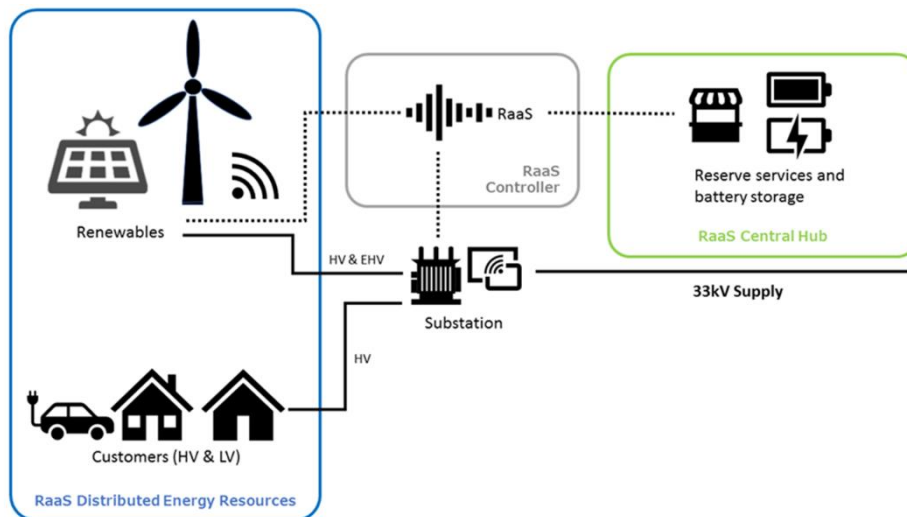 Renewables
HV & EHV
HV
Customers (HV & LV)
RaaS Distributed Energy Resources
RaaS
RaaS
Controller
Substation
Reserve services and
battery storage
RaaS Central Hub
33kV Supply